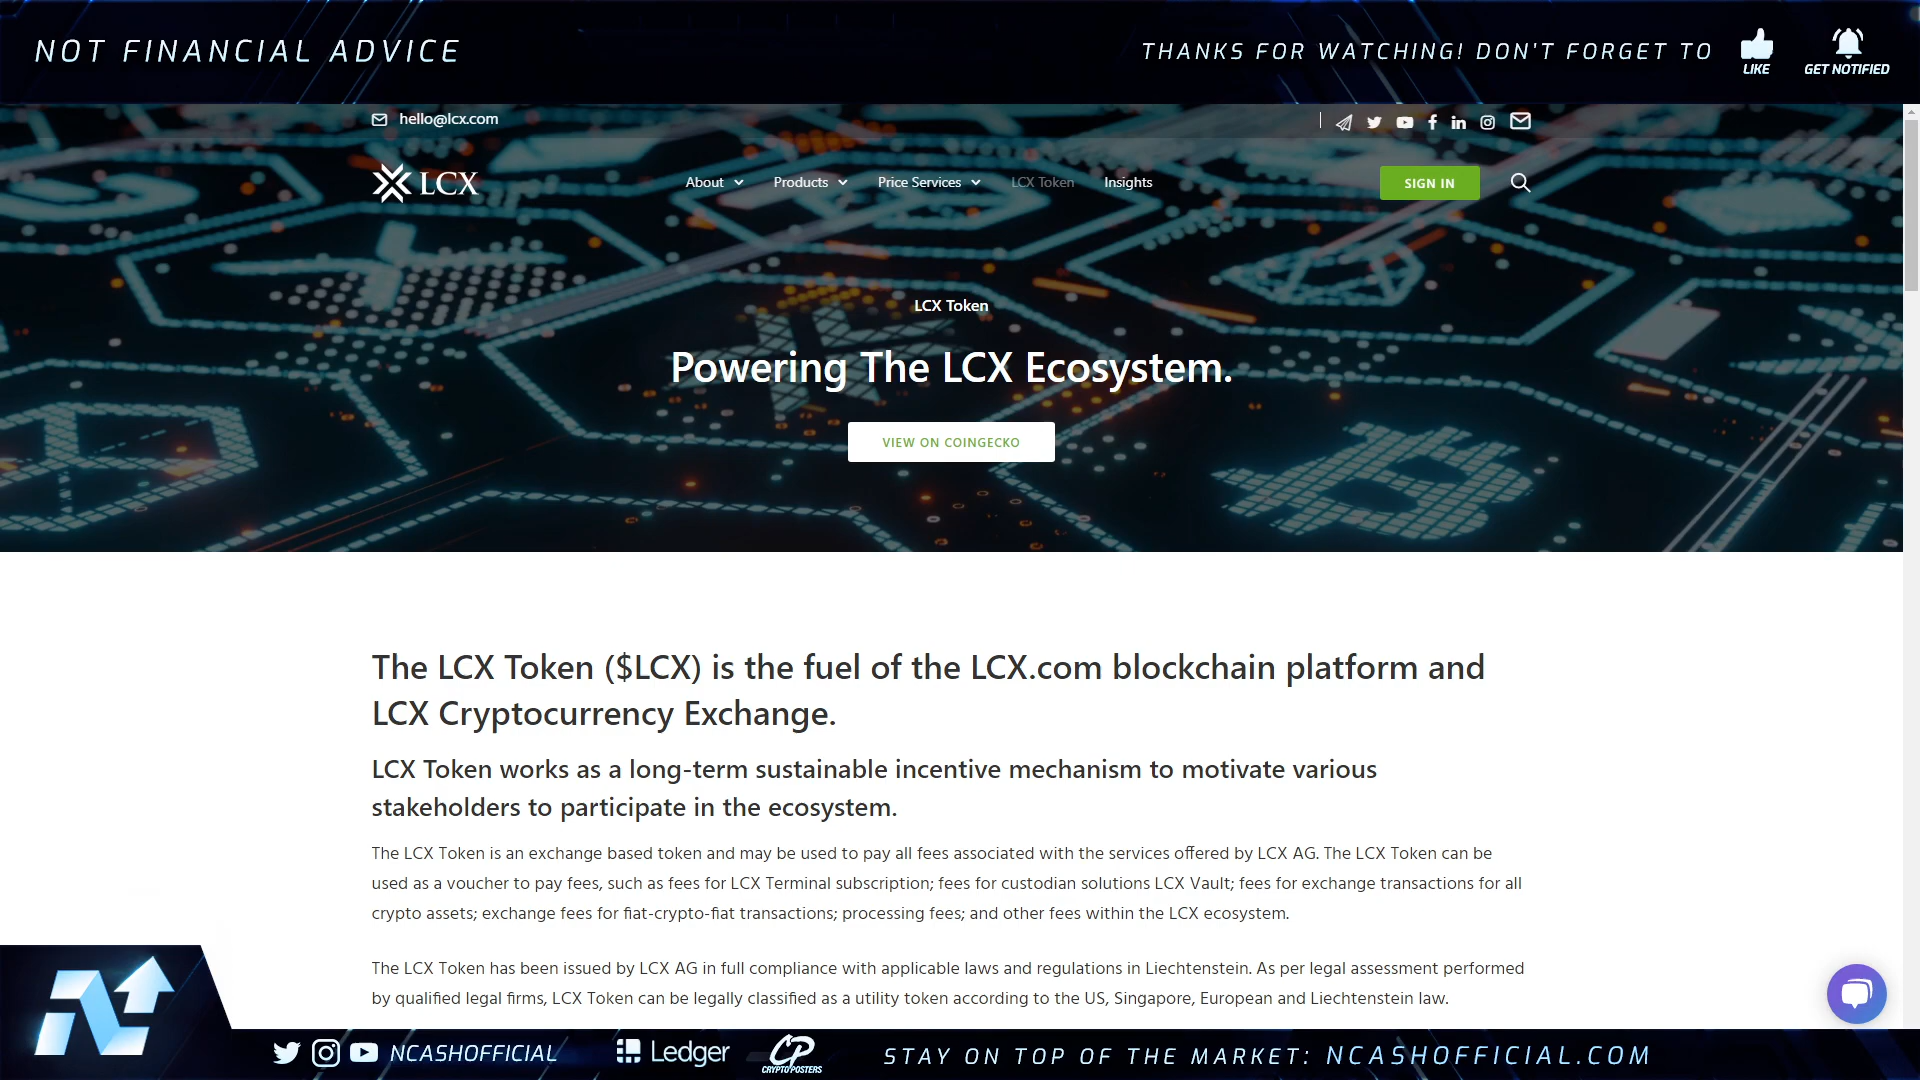 NOT FINANCIAL ADVICE
THANKS FOR WATCHING! DON'T FORGET TO
LIKE
GET NOTIFIED
hello@lcx.com
LCX
About
Products
Price Services
LCX Token
Insights
SIGN IN
LCX Token
Powering The LCX Ecosystem.
VIEW ON COINGECKO
The LCX Token ($LCX) is the fuel of the LCX.com blockchain platform and
LCX Cryptocurrency Exchange.
LCX Token works as a long-term sustainable incentive mechanism to motivate various
stakeholders to participate in the ecosystem.
The LCX Token is an exchange based token and may be used to pay all fees associated with the services offered by LCX AG. The LCX Token can be
used as a voucher to pay fees, such as fees for LCX Terminal subscription; fees for custodian solutions LCX Vault; fees for exchange transactions for all
crypto assets; exchange fees for fiat-crypto-fiat transactions; processing fees; and other fees within the LCX ecosystem.
The LCX Token has been issued by LCX AG in full compliance with applicable laws and regulations in Liechtenstein. As per legal assessment performed
by qualified legal firms, LCX Token can be legally classified as a utility token according to the US, Singapore, European and Liechtenstein law.
NCASHOFFICIAL
Ledger
CP
CRYPTOPOSTERS
STAY ON TOP OF THE MARKET: NCASHOFFICIAL.COM